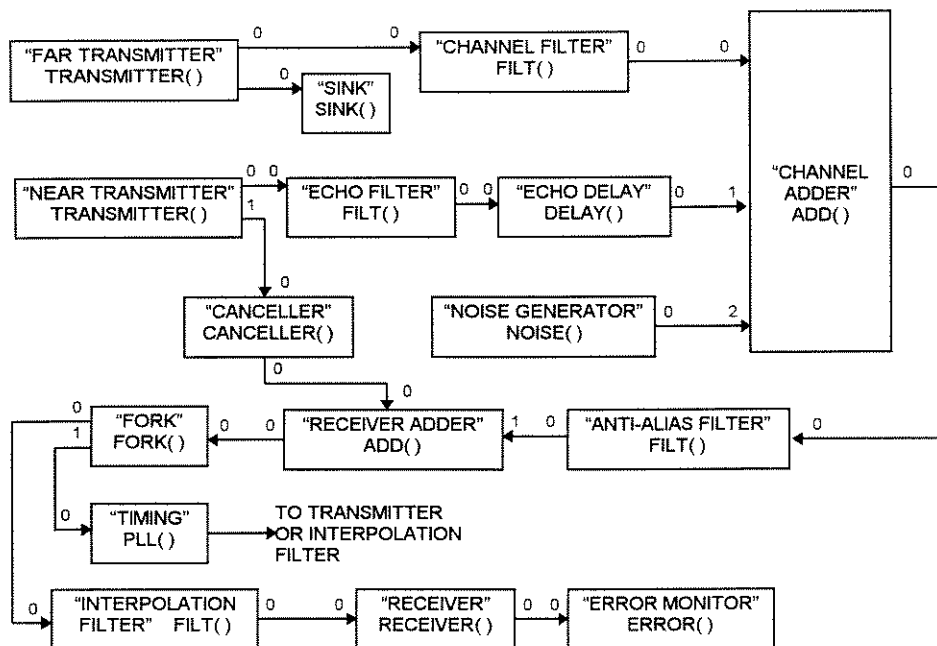 0 0
“FAR TRANSMITTER”
TRANSMITTER( )
“CHANNEL FILTER”
FILT( )
0 0
0
“SINK”
SINK( )
“CHANNEL
ADDER”
ADD( )
0
“NEAR TRANSMITTER”
TRANSMITTER( )
0 0
1
“ECHO FILTER”
FILT( )
0 0
“ECHO DELAY”
DELAY( )
0 1
0
“CANCELLER”
CANCELLER( )
“NOISE GENERATOR”
NOISE( )
0 2
0
0
0
1
“FORK”
FORK( )
0 0
“RECEIVER ADDER”
ADD( )
1 0
“ANTI-ALIAS FILTER”
FILT( )
0
0
“TIMING”
PLL( )
TO TRANSMITTER
OR INTERPOLATION
FILTER
0
“INTERPOLATION
FILTER” FILT( )
0 0
“RECEIVER”
RECEIVER( )
0 0
“ERROR MONITOR”
ERROR( )